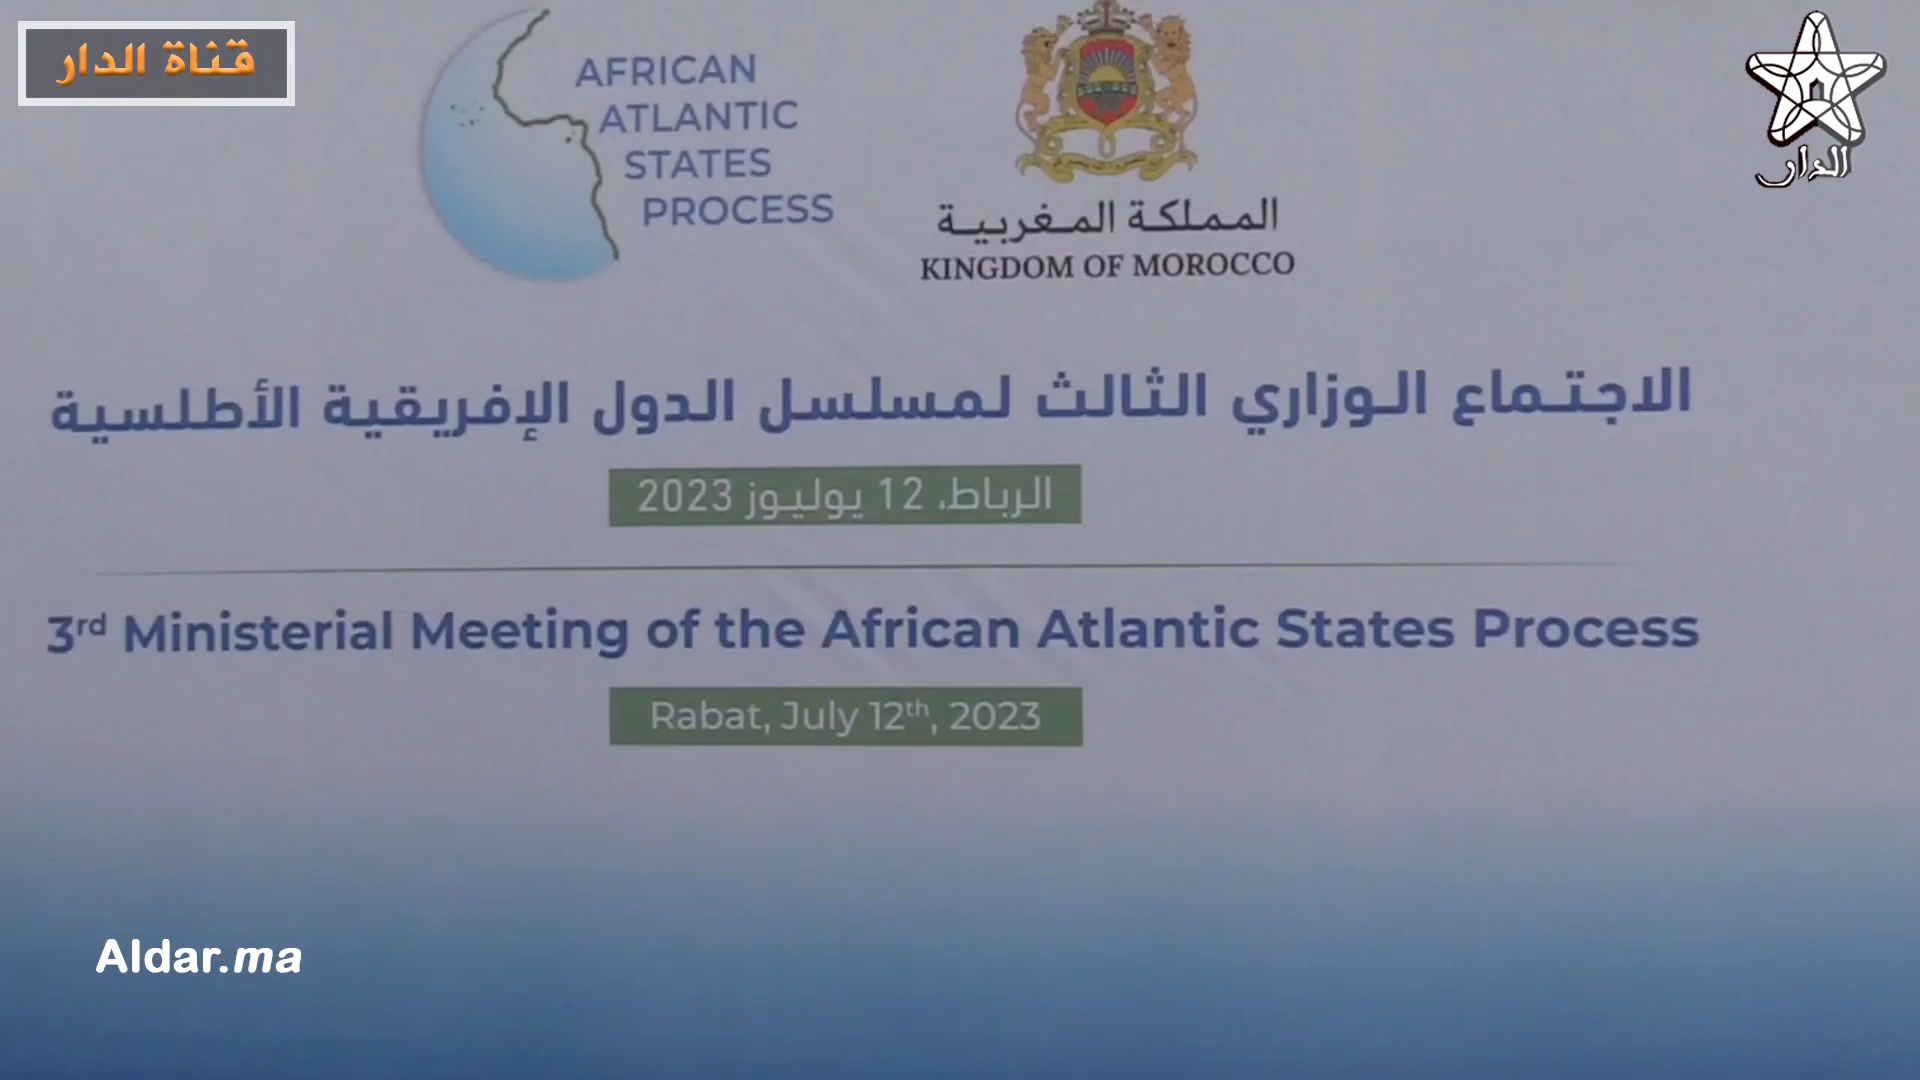 قناة الدار
AFRICAN
ATLANTIC
STATES
PROCESS
المملكة المغربية
KINGDOM OF MOROCCO
الدار
الاجتماع الوزاري الثالث لمسلسل الدول الإفريقية الأطلسية
الرباط، 12 يوليوز 2023
3rd Ministerial Meeting of the African Atlantic States Process
Rabat, July 12th, 2023
Aldar.ma